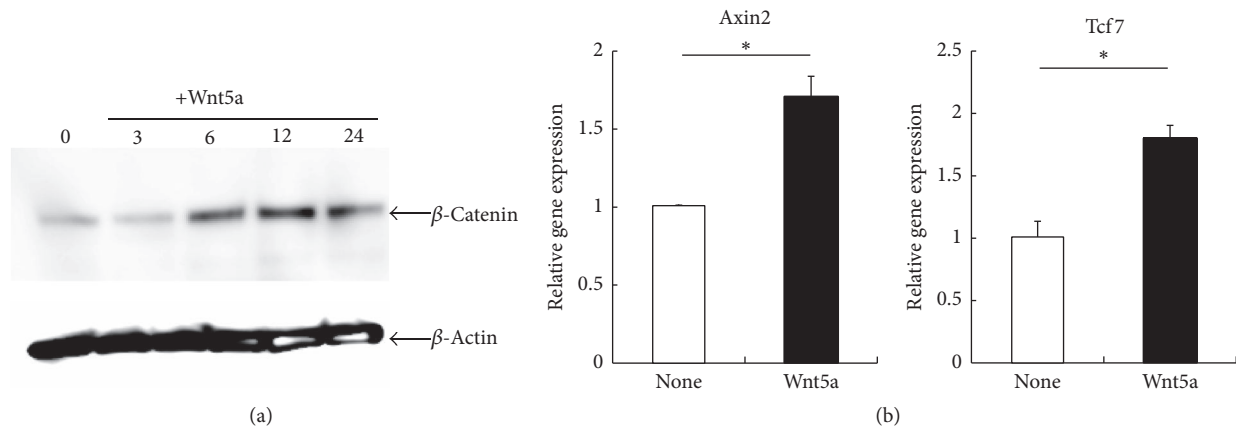 +Wnt5a
0 3 6 12 24
β-Catenin
β-Actin
(a)
Axin2
*
2
1.5
1
0.5
0
Relative gene expression
None Wnt5a
Tcf7
*
2.5
2
1.5
1
0.5
0
Relative gene expression
None Wnt5a
(b)